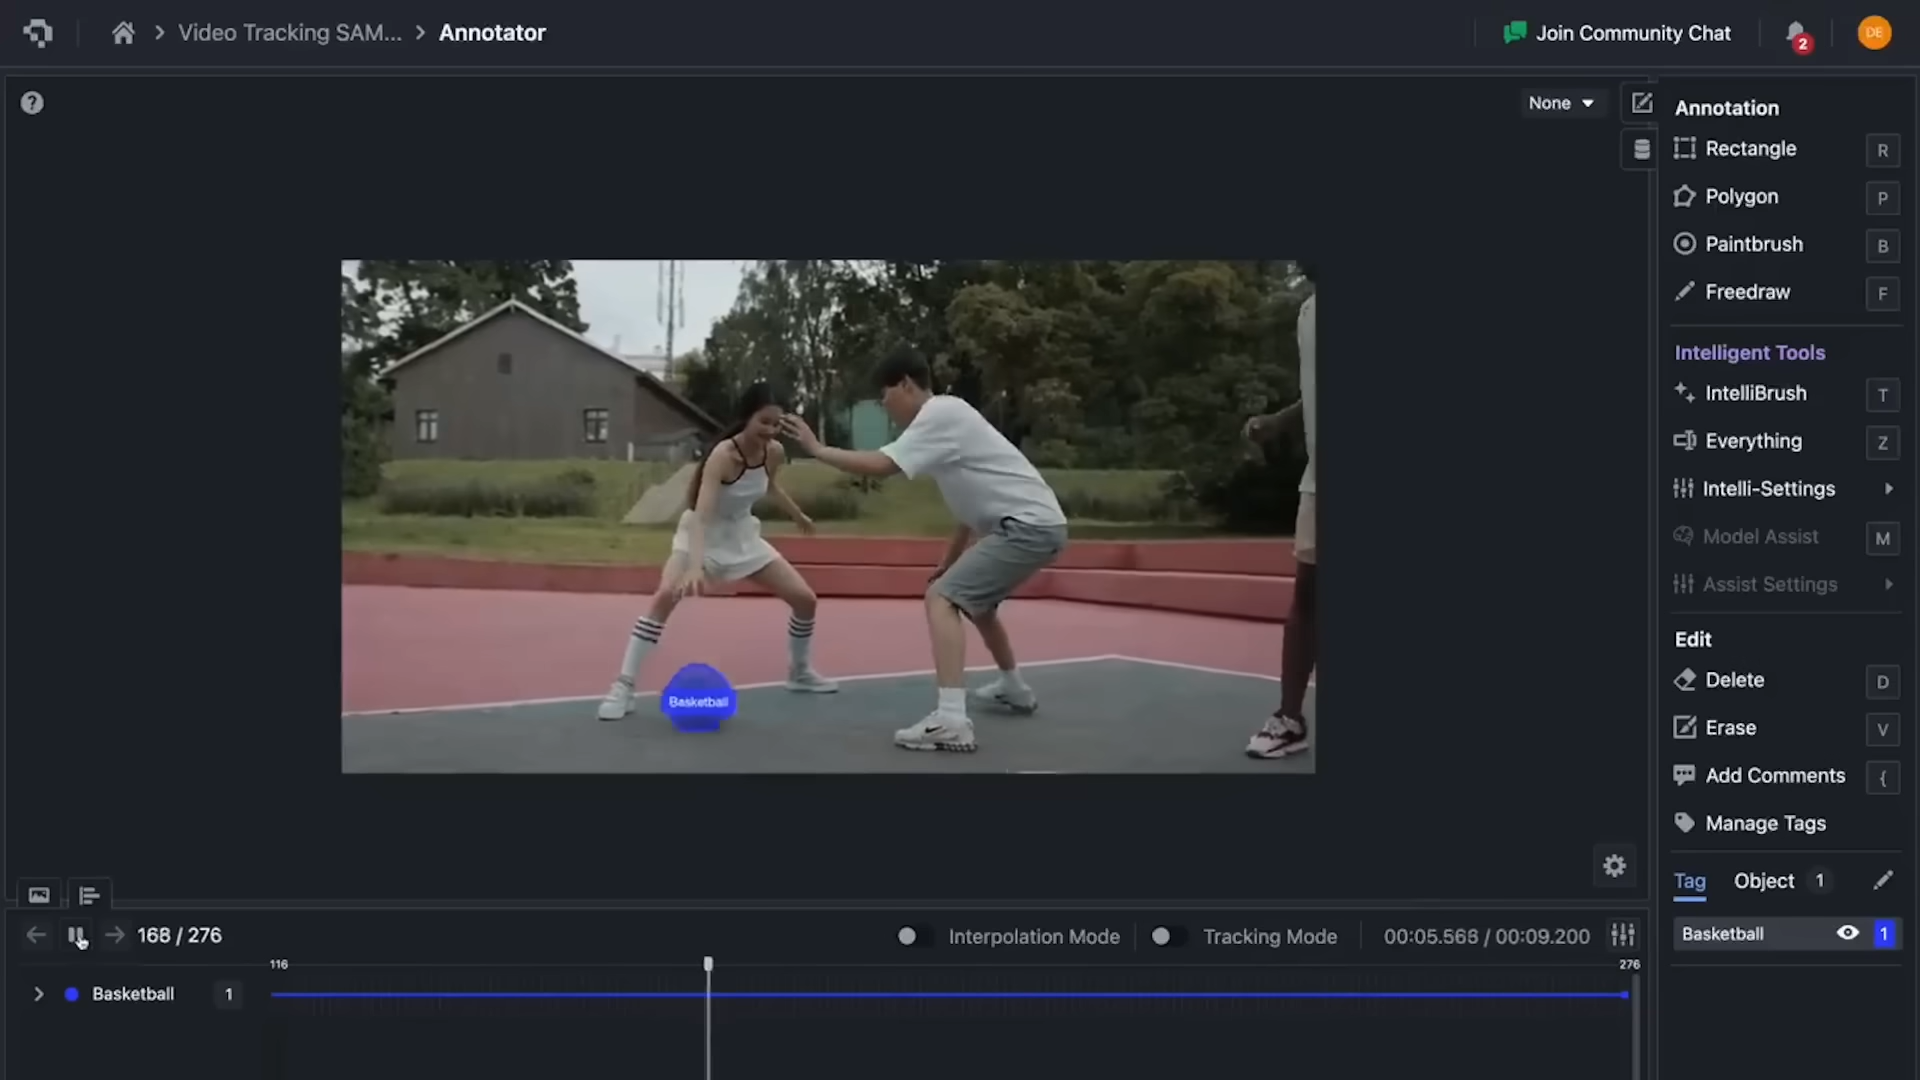 Video Tracking SAM... > Annotator
Join Community Chat
2
DE
?
None
Annotation
Rectangle R
Polygon P
Paintbrush B
Freedraw F
Intelligent Tools
IntelliBrush T
Everything Z
Intelli-Settings
Model Assist M
Assist Settings
Edit
Delete D
Erase V
Add Comments {
Manage Tags
Tag Object 1
Basketball 1
Basketball
168 / 276
Interpolation Mode
Tracking Mode
00:05.566 / 00:09.200
116
276
Basketball 1